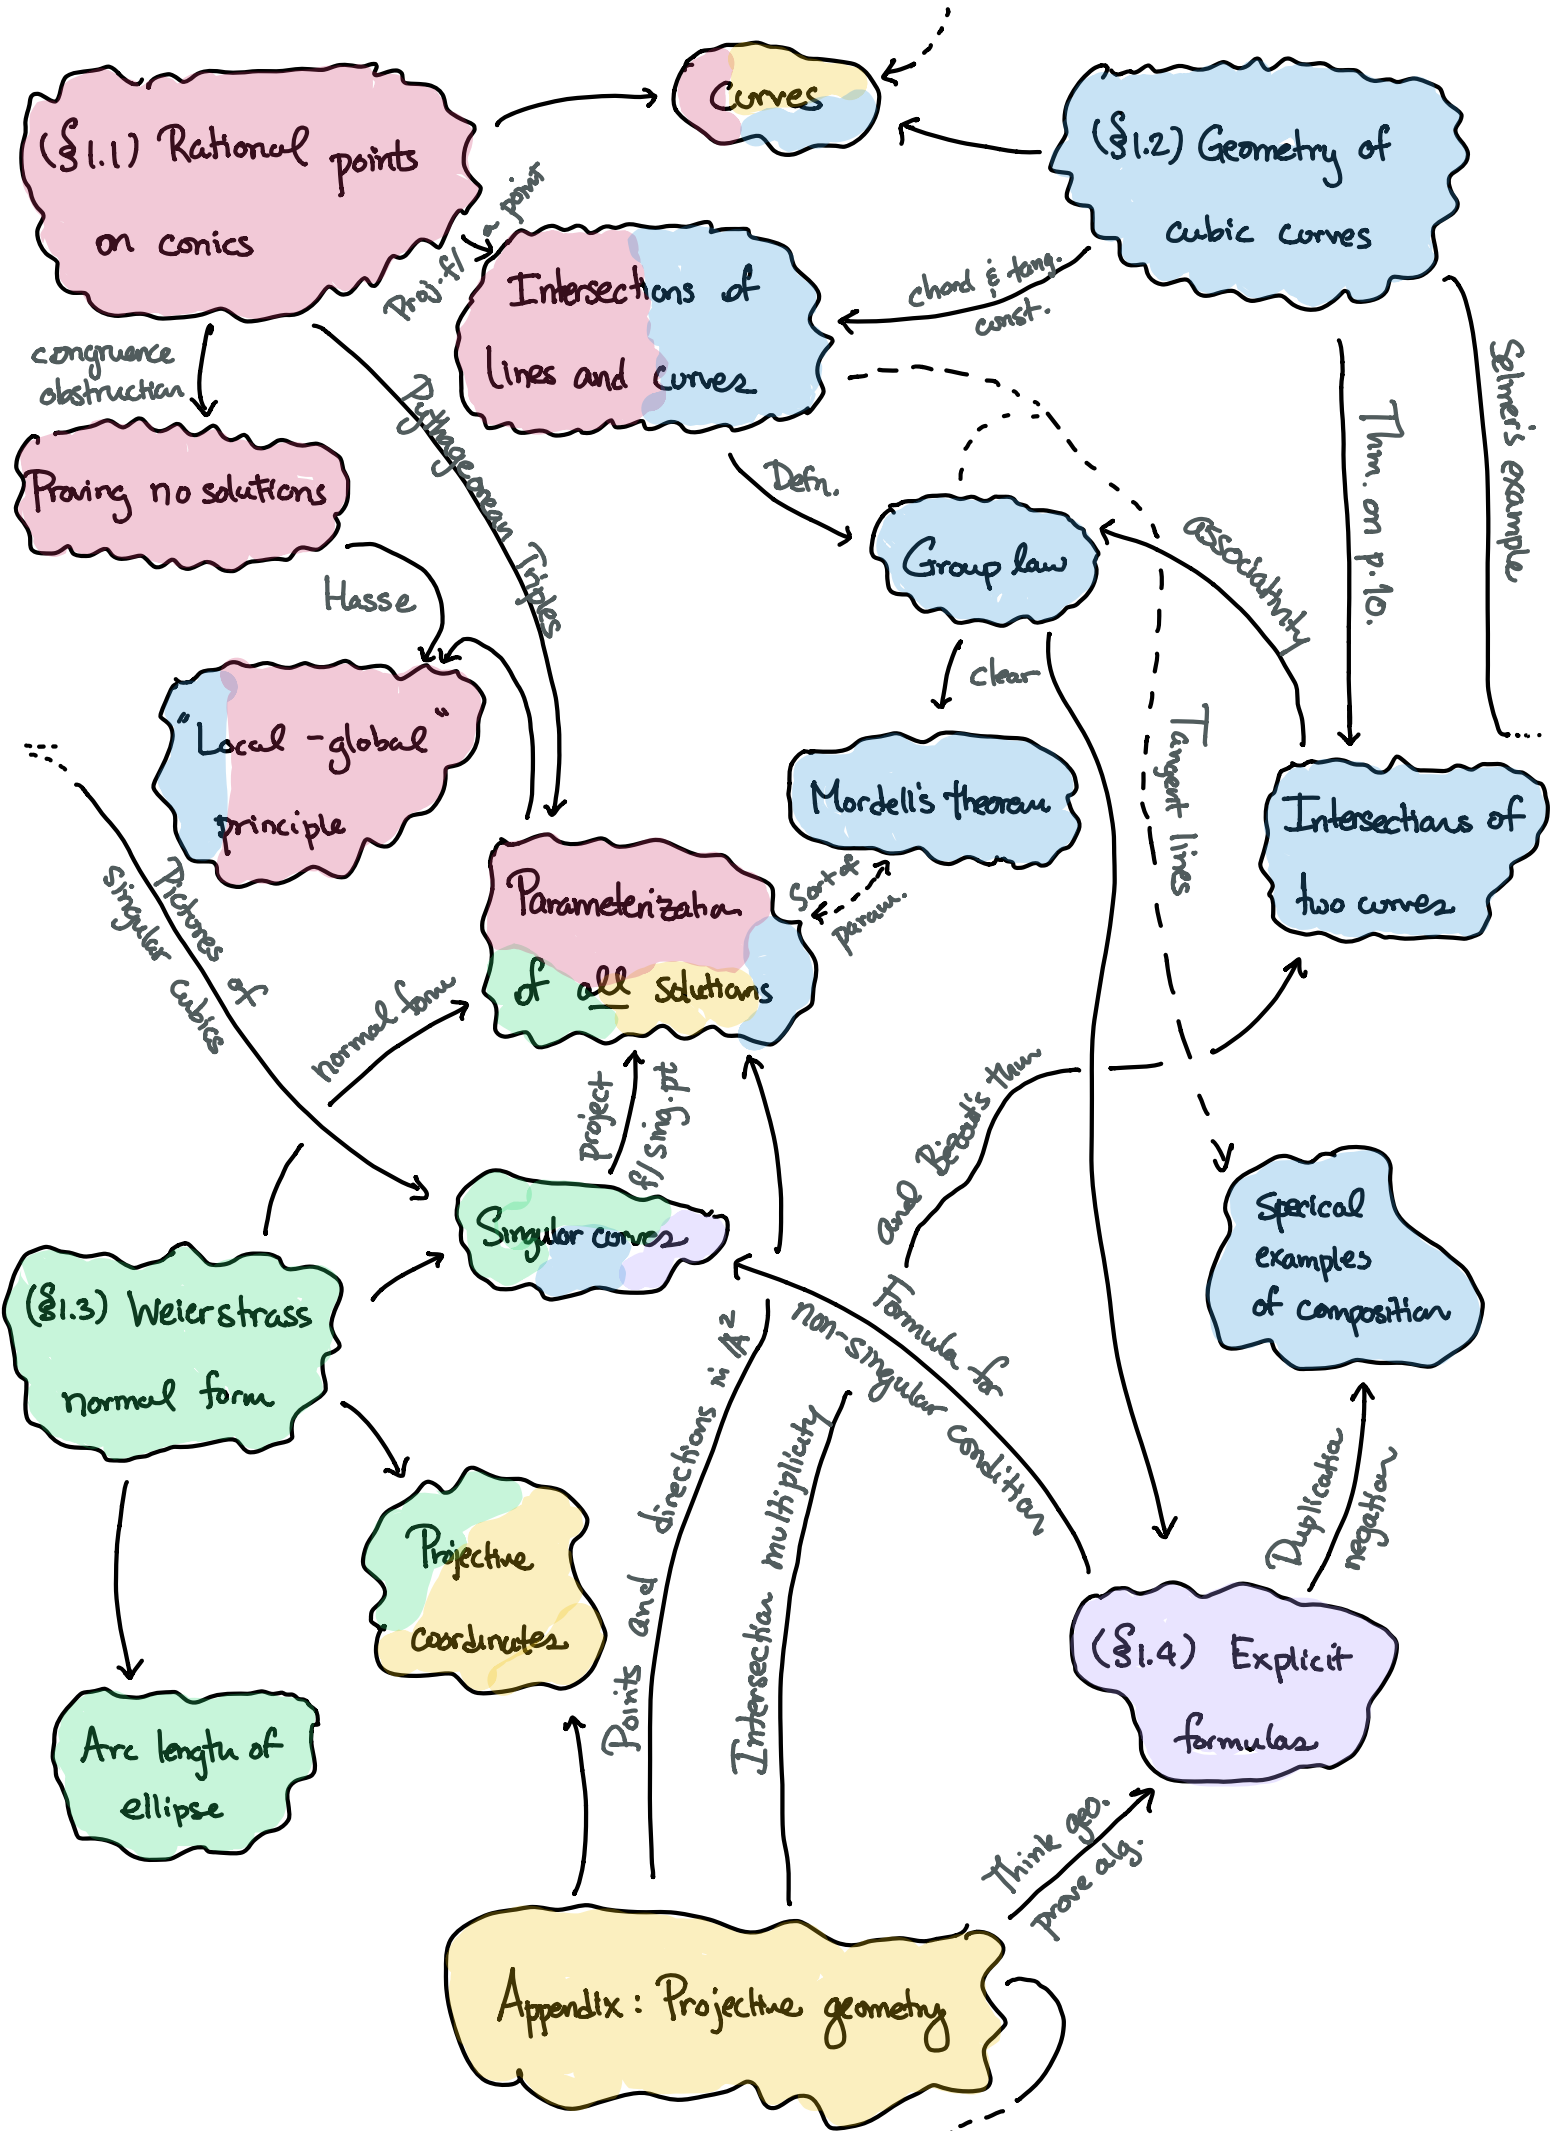 Curves
(§1.1) Rational points
on conics
(§1.2) Geometry of
cubic curves
Proj. f/ a point
Intersections of
lines and curves
chord & tang.
const.
congruence
obstruction
Proving no solutions
Pythagorean Triples
Hasse
Defn.
Group law
associativity
Thm. on p.10.
Selmer's example
clear
Tangent lines
"Local-global"
principle
Mordell's theorem
Intersections of
two curves
Pictures of
singular cubics
Parameterization
of all solutions
Sort of
param.
normal form
project
f/sing.pt
and Bézout's thm
Singular curves
Sperical
examples
of composition
(§1.3) Weierstrass
normal form
Formula for
non-singular condition
Points and directions in A²
Intersection multiplicity
Duplication
negation
Projective
coordinates
(§1.4) Explicit
formulas
Arc length of
ellipse
Think geo.
prove alg.
Appendix: Projective geometry